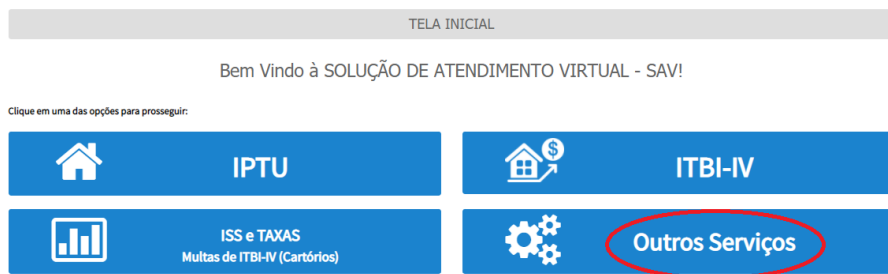 TELA INICIAL
Bem Vindo à SOLUÇÃO DE ATENDIMENTO VIRTUAL - SAV!
Clique em uma das opções para prosseguir:
IPTU
ITBI-IV
ISS e TAXAS
Multas de ITBI-IV (Cartórios)
Outros Serviços